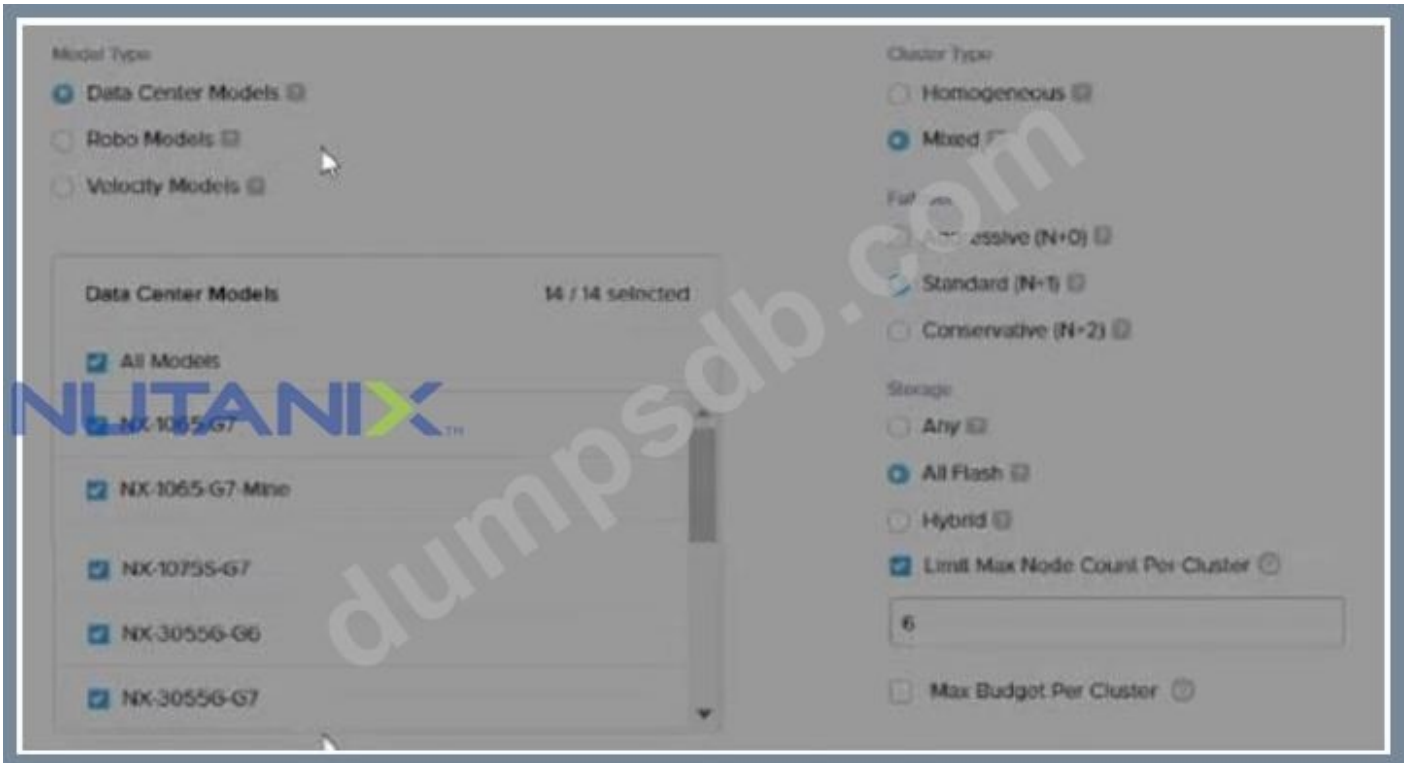 Model Type
Data Center Models
Robo Models
Velocity Models
Data Center Models
14 / 14 selected
All Models
NX-1065-G7
NX-1065-G7-Mine
NX-1075S-G7
NX-3055G-G6
NX-3055G-G7
NUTANIX
TM
dumpsdb.com
Cluster Type
Homogeneous
Mixed
(N+0)
Standard (N+1)
Conservative (N+2)
Storage
Any
All Flash
Hybrid
Limit Max Node Count Per Cluster
6
Max Budget Per Cluster